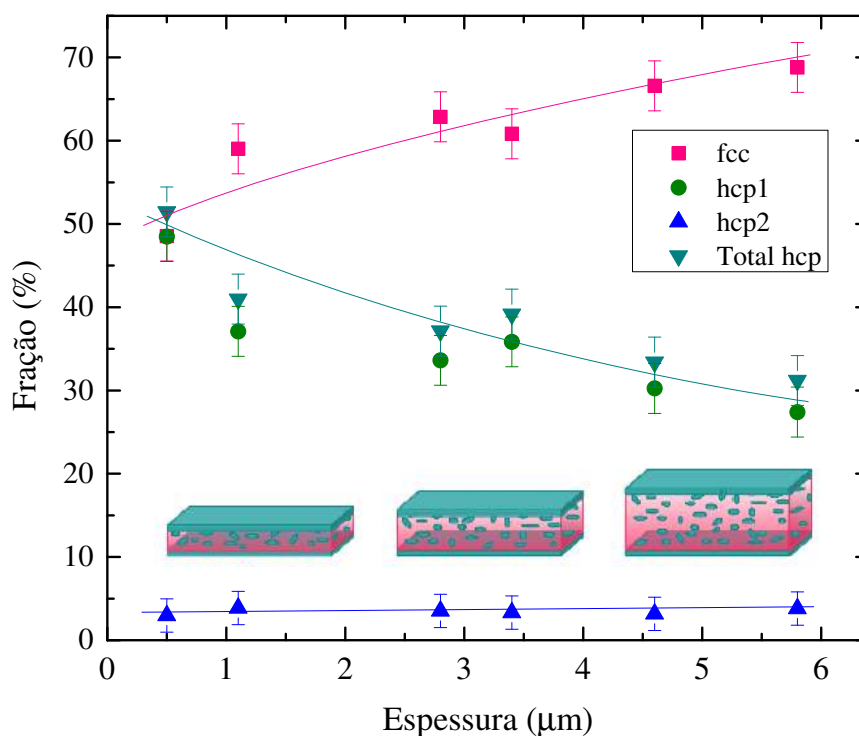 70
60
50
40
30
20
10
0
Fração (%)
fcc
hcp1
hcp2
Total hcp
0 1 2 3 4 5 6
Espessura (μm)